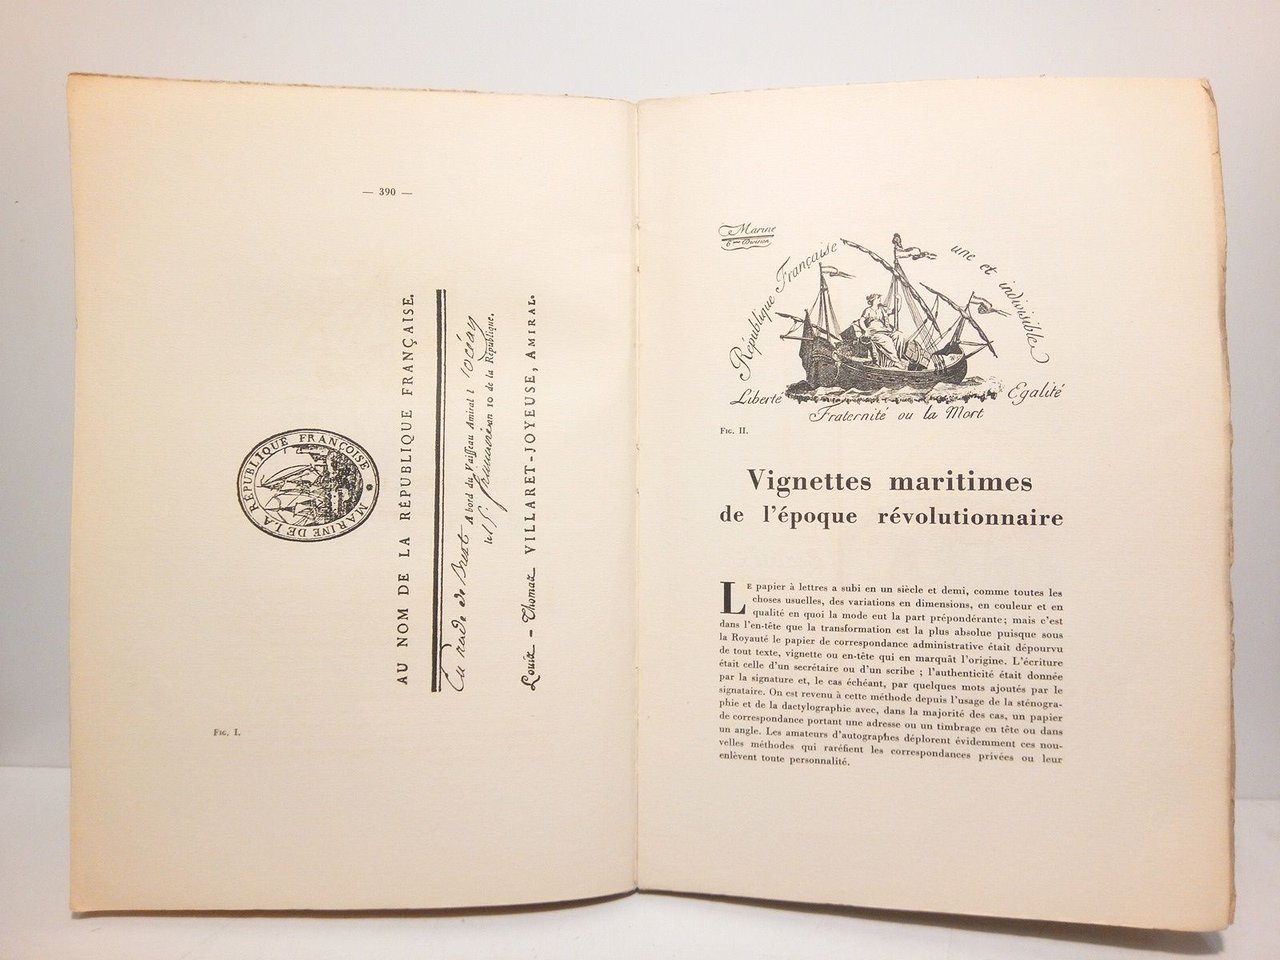 — 390 —
MARINE DE LA RÉPUBLIQUE FRANÇOISE
AU NOM DE LA RÉPUBLIQUE FRANÇAISE.
En rade de Brest A bord du Vaisseau Amiral l'océan
le 15 frimaire an 10 de la République.
Louis - Thomas VILLARET-JOYEUSE, AMIRAL.
FIG. I.
Marine
6me Division
République Française une et indivisible
Liberté Egalité
Fraternité ou la Mort
FIG. II.
Vignettes maritimes
de l'époque révolutionnaire
LE papier à lettres a subi en un siècle et demi, comme toutes les
choses usuelles, des variations en dimensions, en couleur et en
qualité en quoi la mode eut la part prépondérante ; mais c'est
dans l'en-tête que la transformation est la plus absolue puisque sous
la Royauté le papier de correspondance administrative était dépourvu
de tout texte, vignette ou en-tête qui en marquât l'origine. L'écriture
était celle d'un secrétaire ou d'un scribe ; l'authenticité était donnée
par la signature et, le cas échéant, par quelques mots ajoutés par le
signataire. On est revenu à cette méthode depuis l'usage de la sténogra-
phie et de la dactylographie avec, dans la majorité des cas, un papier
de correspondance portant une adresse ou un timbrage en tête ou dans
un angle. Les amateurs d'autographes déplorent évidemment ces nou-
velles méthodes qui raréfient les correspondances privées ou leur
enlèvent toute personnalité.